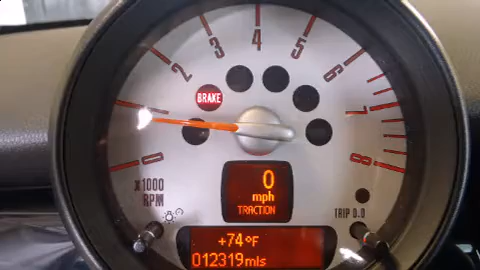 4
3
5
2
6
BRAKE
7
0
8
x1000
RPM
0
mph
TRACTION
TRIP 0.0
+74°F
012319mls